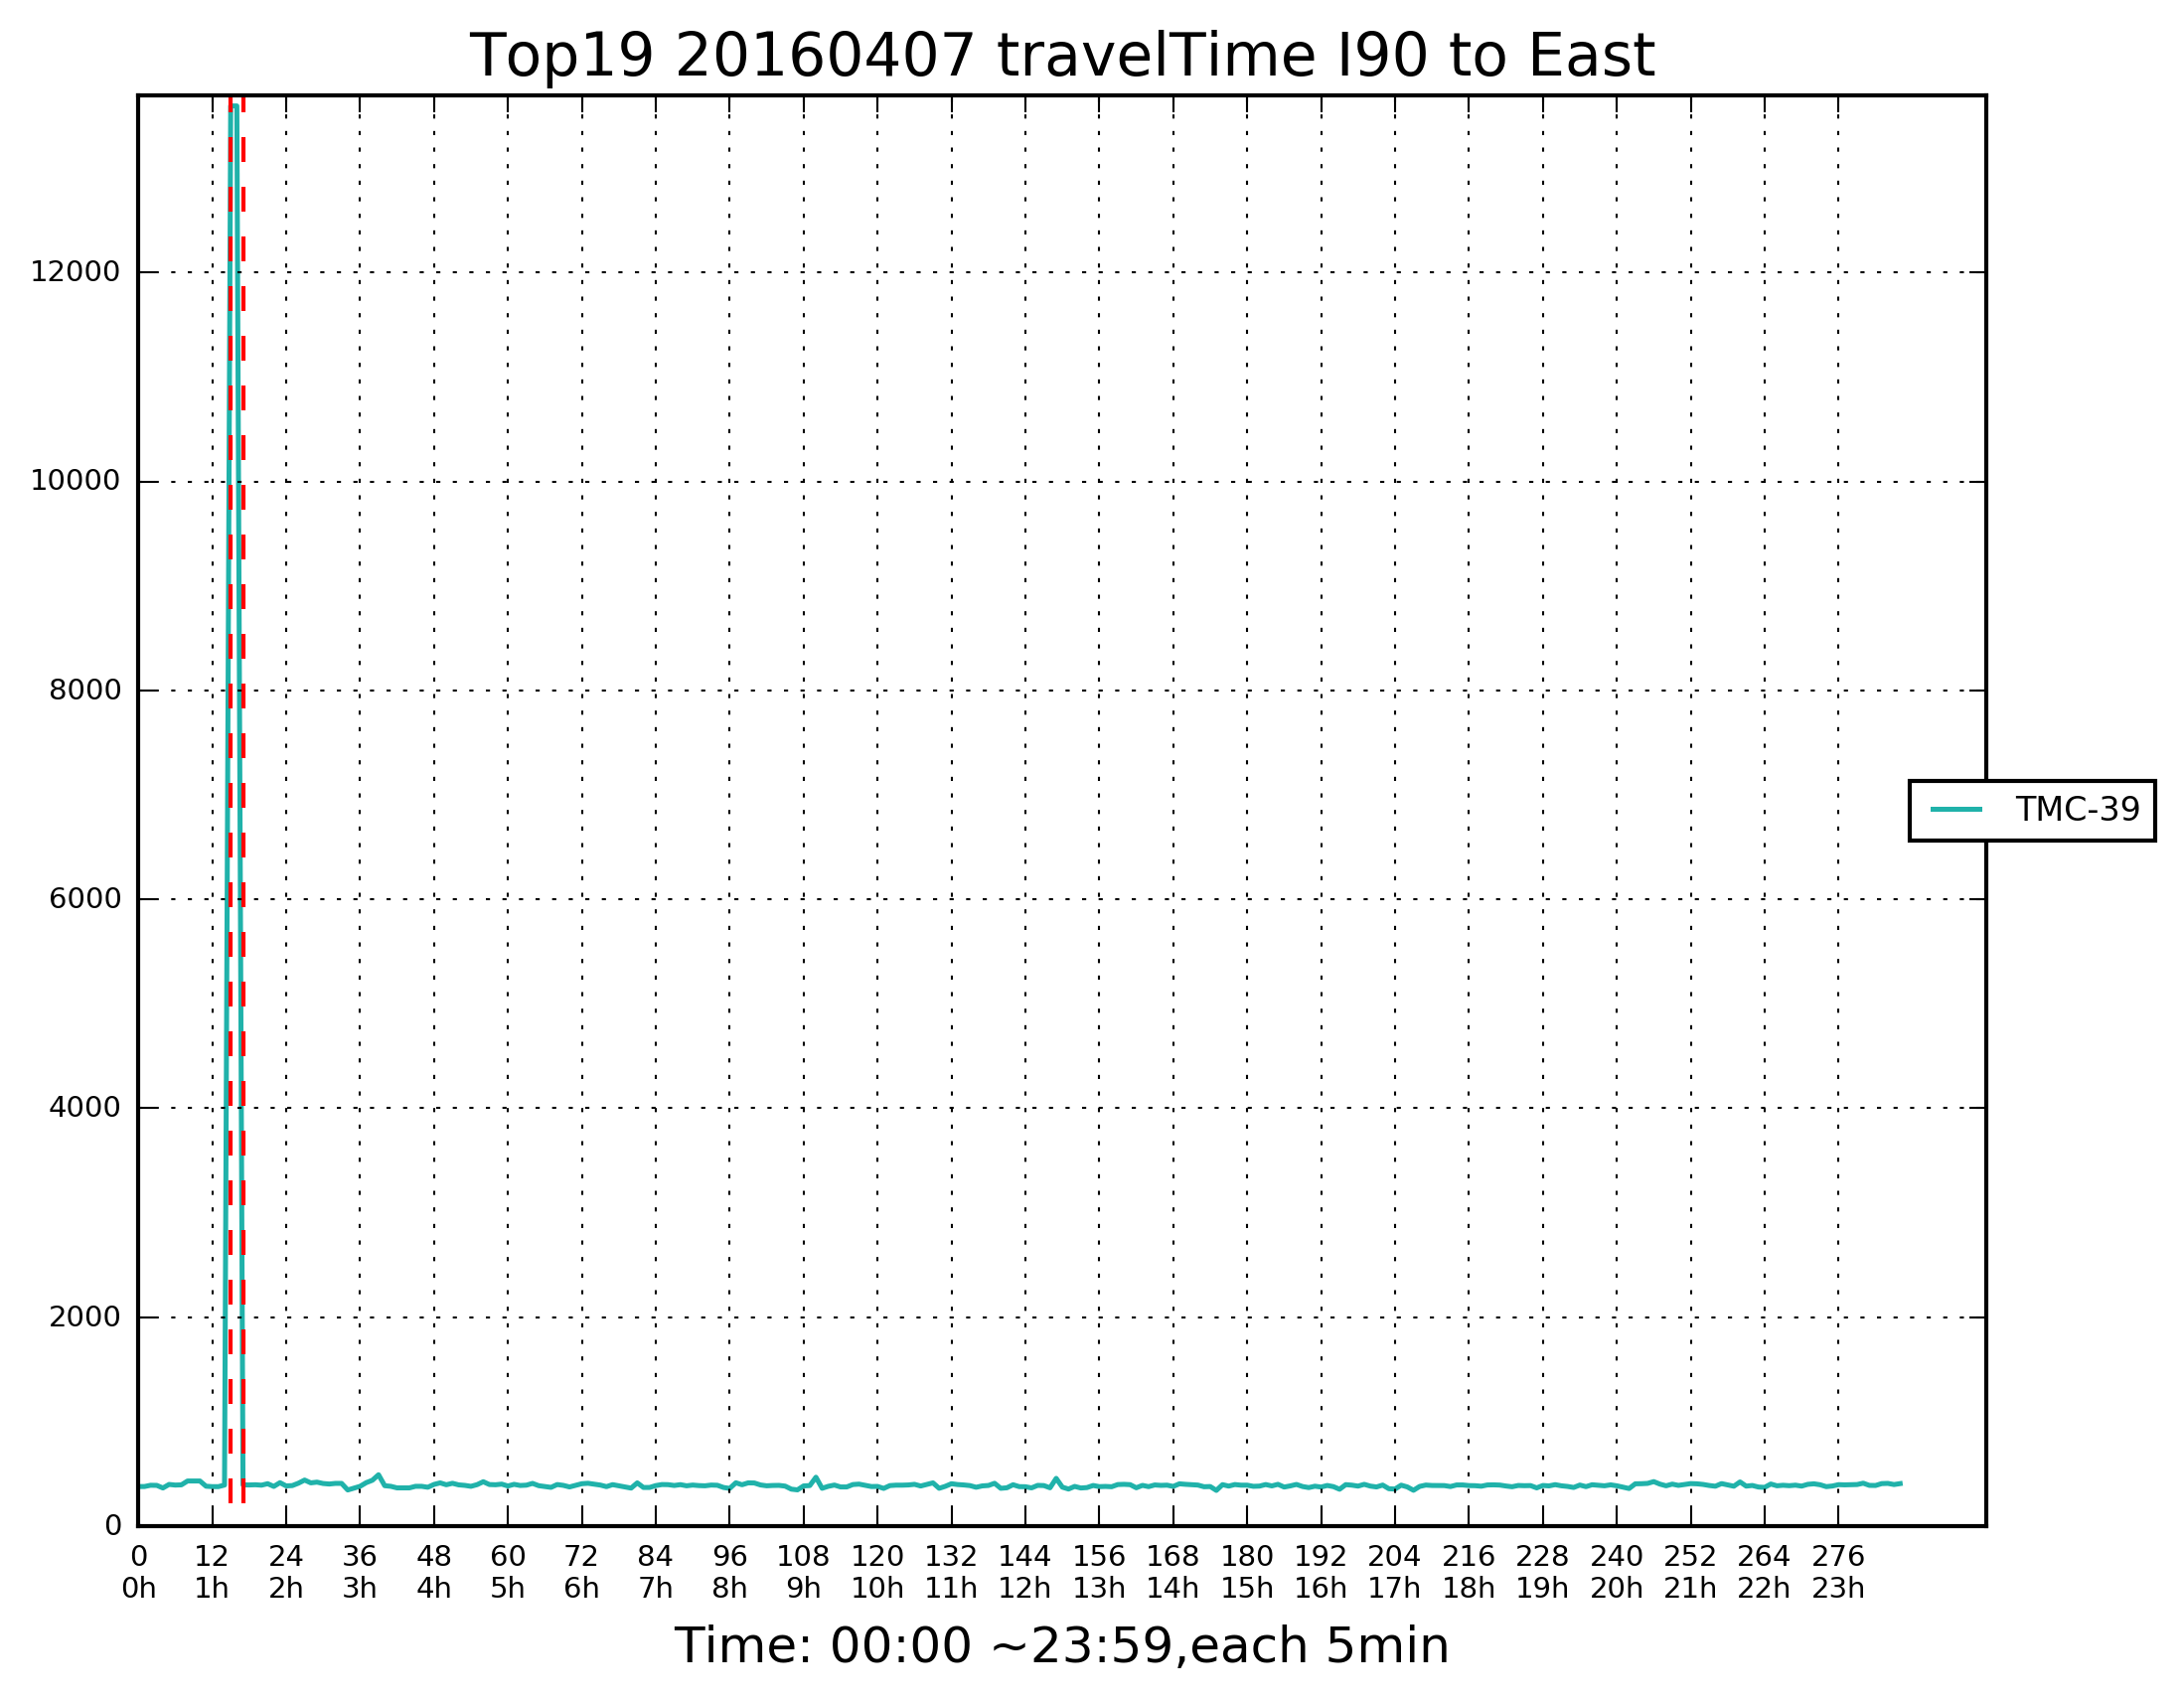 Top19 20160407 travelTime I90 to East
12000
10000
8000
6000
4000
2000
0
TMC-39
0 12 24 36 48 60 72 84 96 108 120 132 144 156 168 180 192 204 216 228 240 252 264 276
0h 1h 2h 3h 4h 5h 6h 7h 8h 9h 10h 11h 12h 13h 14h 15h 16h 17h 18h 19h 20h 21h 22h 23h
Time: 00:00 ~23:59,each 5min